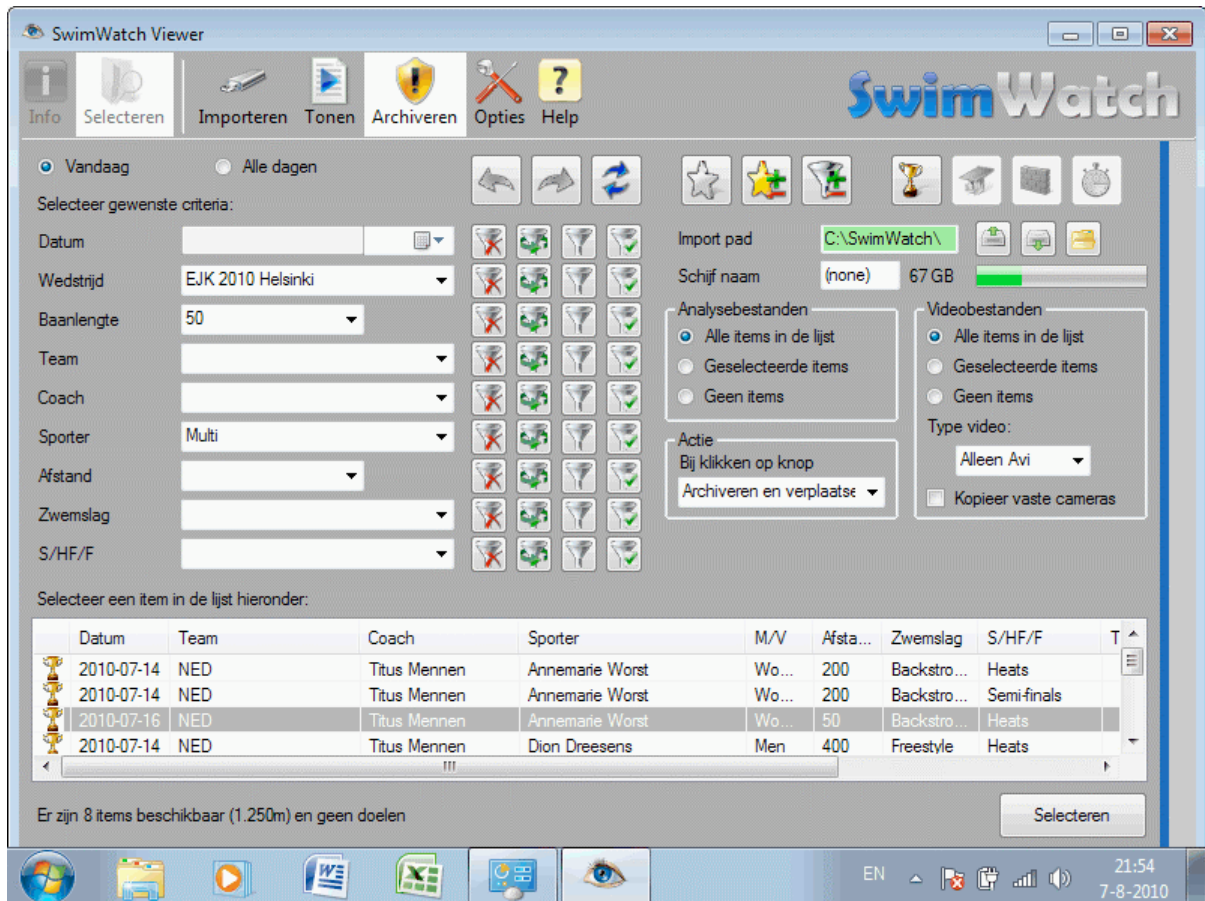 SwimWatch Viewer
Info Selecteren Importeren Tonen Archiveren Opties Help
SwimWatch
Vandaag Alle dagen
Selecteer gewenste criteria:
Datum
Wedstrijd EJK 2010 Helsinki
Baanlengte 50
Team
Coach
Sporter Multi
Afstand
Zwemslag
S/HF/F
Import pad C:\SwimWatch\
Schijf naam (none) 67 GB
Analysebestanden
Alle items in de lijst
Geselecteerde items
Geen items
Actie
Bij klikken op knop
Archiveren en verplaatse
Videobestanden
Alle items in de lijst
Geselecteerde items
Geen items
Type video:
Alleen Avi
Kopieer vaste cameras
Selecteer een item in de lijst hieronder:
Datum Team Coach Sporter M/V Afsta... Zwemslag S/HF/F T
2010-07-14 NED Titus Mennen Annemarie Worst Wo... 200 Backstro... Heats
2010-07-14 NED Titus Mennen Annemarie Worst Wo... 200 Backstro... Semi-finals
2010-07-16 NED Titus Mennen Annemarie Worst Wo... 50 Backstro... Heats
2010-07-14 NED Titus Mennen Dion Dreesens Men 400 Freestyle Heats
Er zijn 8 items beschikbaar (1.250m) en geen doelen
Selecteren
EN
21:54
7-8-2010